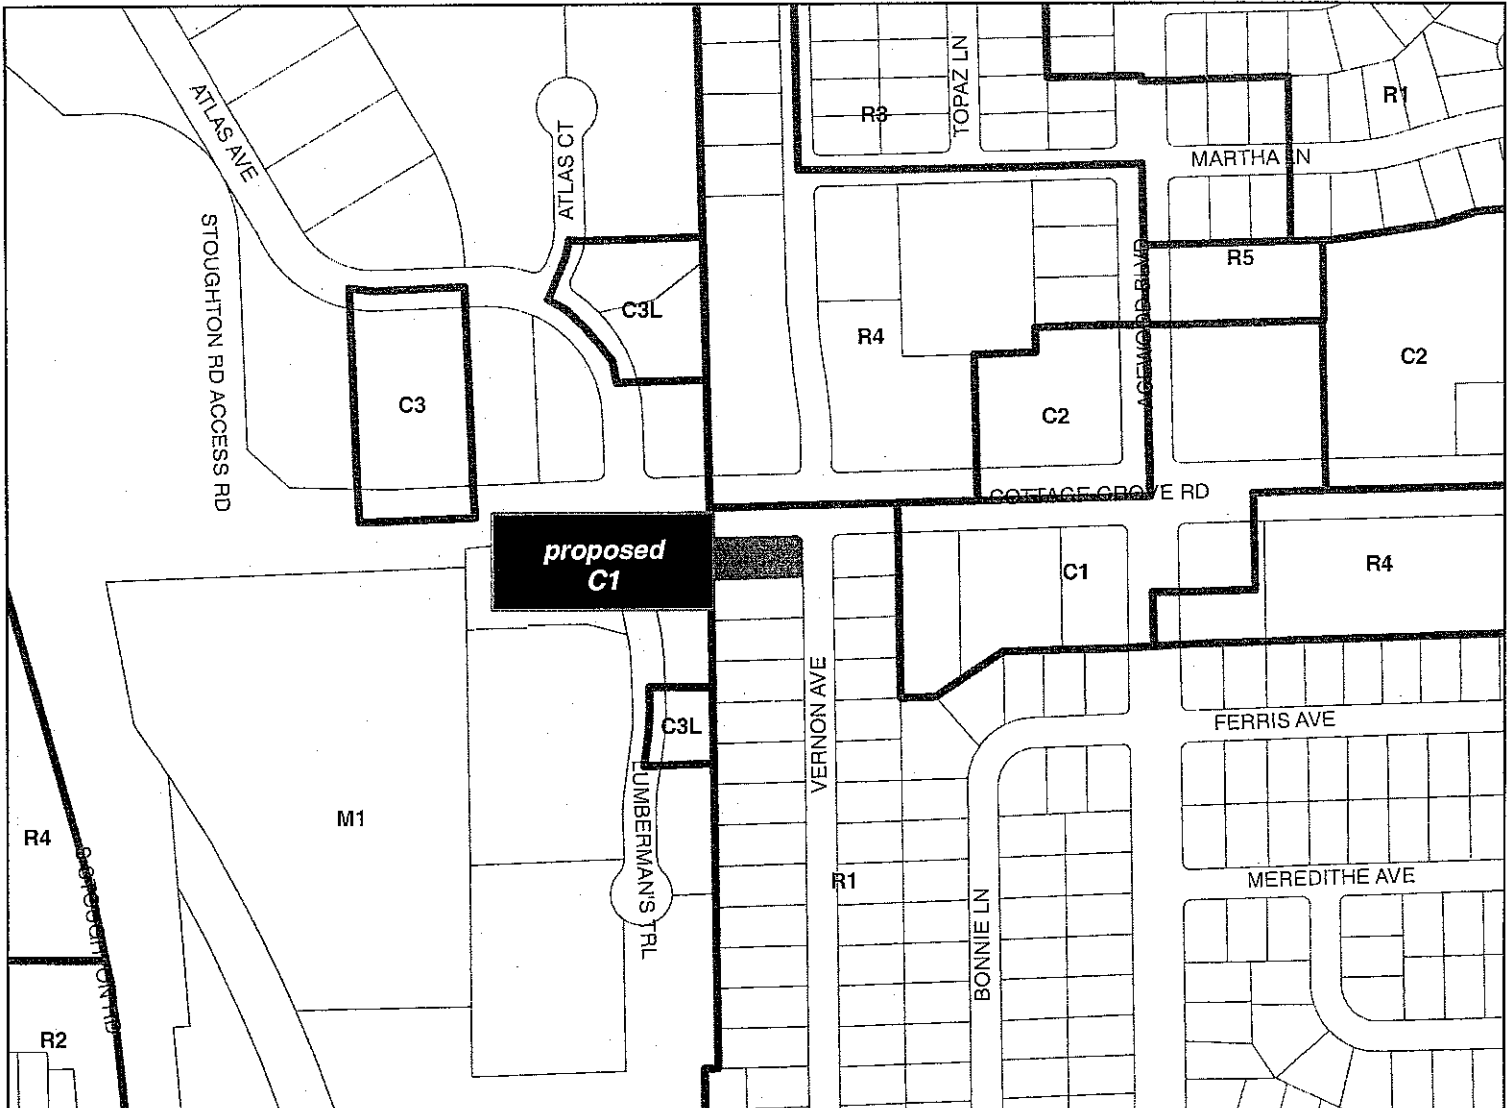 ATLAS AVE
ATLAS CT
TOPAZ LN
R3
R1
MARTHA LN
STOUGHTON RD ACCESS RD
C3L
R4
R5
AGEWOOD BLVD
C3
C2
C2
COTTAGE GROVE RD
proposed
C1
C1
R4
C3L
VERNON AVE
FERRIS AVE
LUMBERMAN'S TRL
M1
R4
R1
BONNIE LN
MEREDITHE AVE
R2